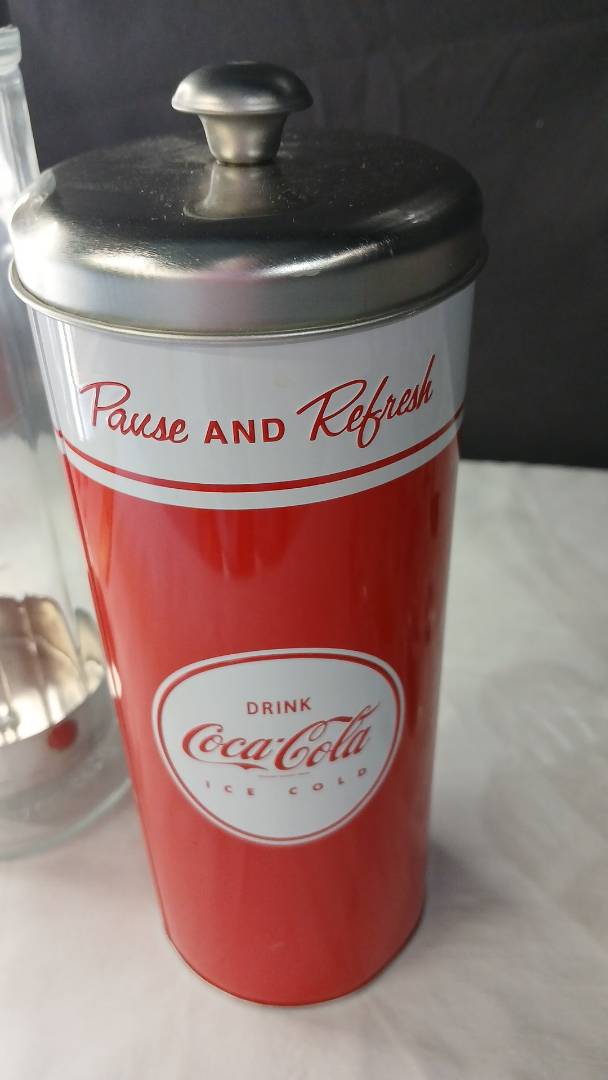 Pause AND Refresh
DRINK
Coca-Cola
ICE COLD